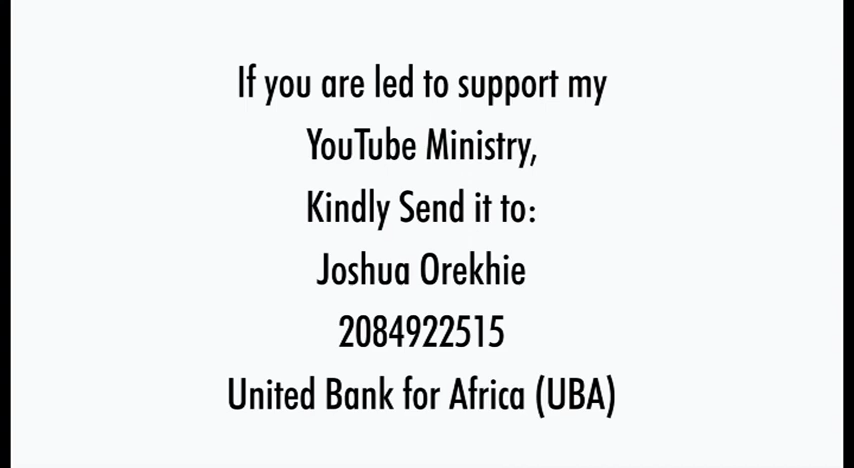 If you are led to support my
YouTube Ministry,
Kindly Send it to:
Joshua Orekhie
2084922515
United Bank for Africa (UBA)